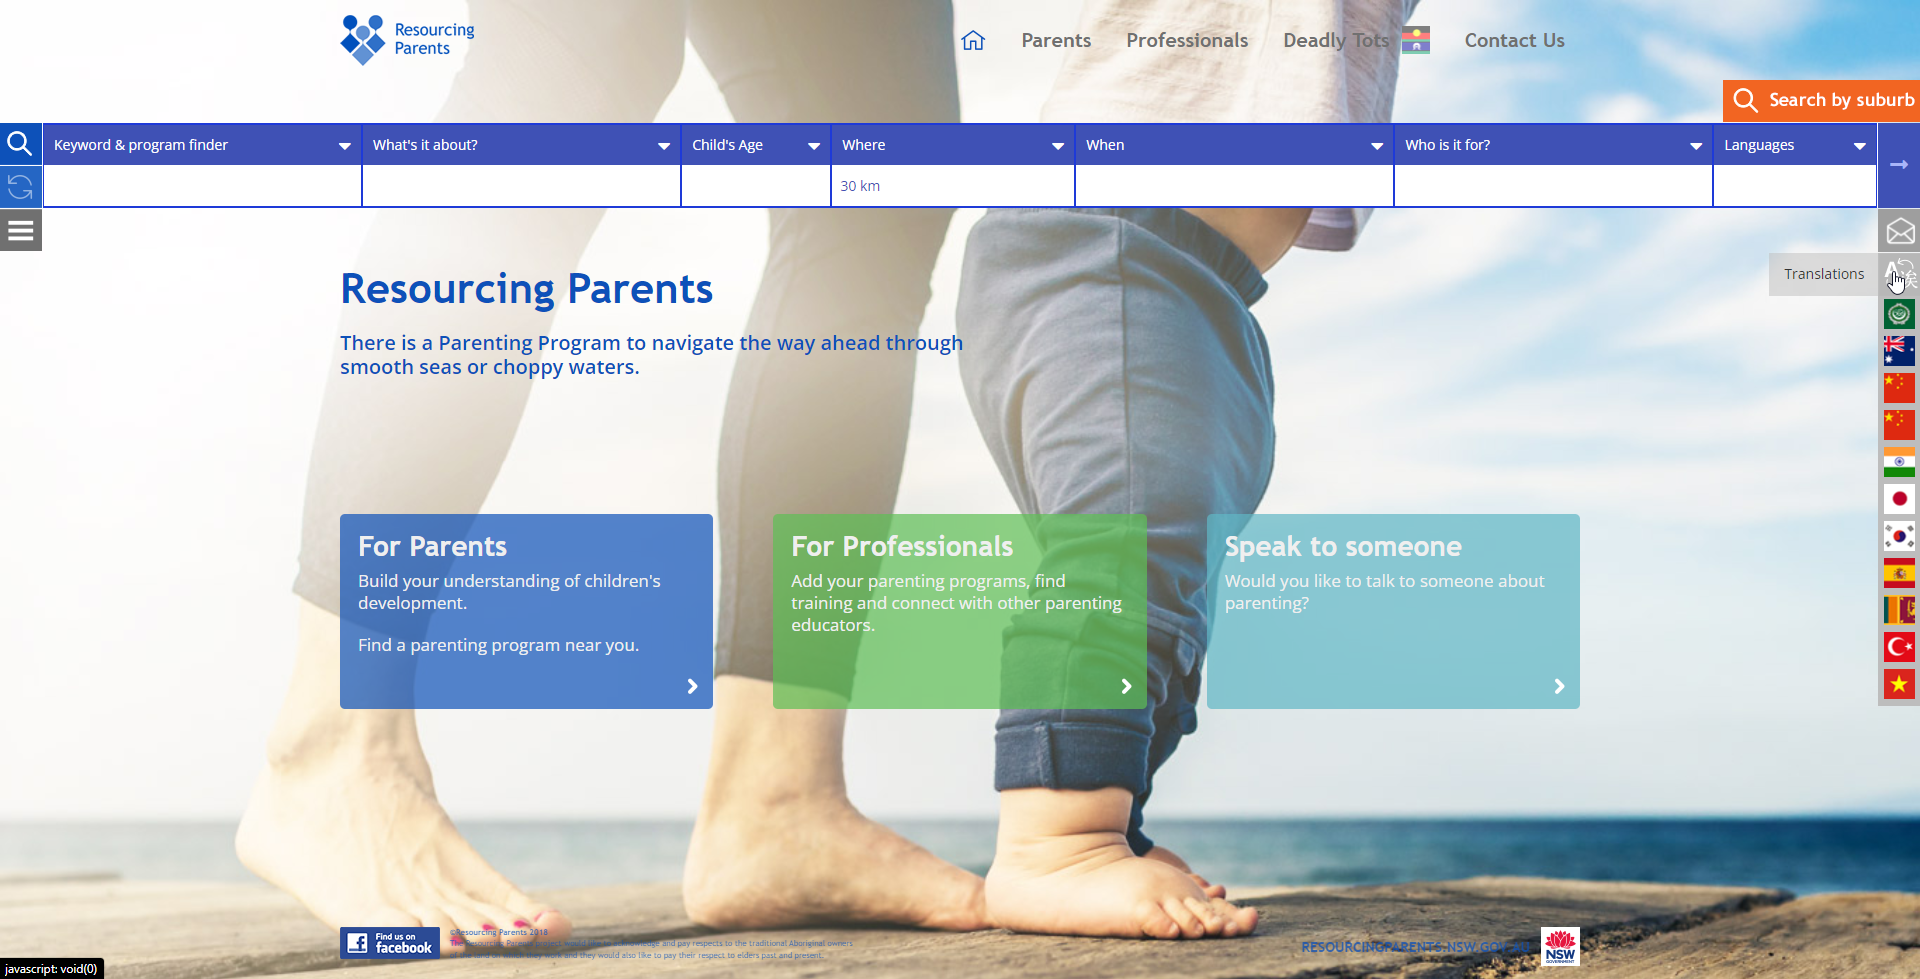 Resourcing
Parents
Parents
Professionals
Deadly Tots
Contact Us
Search by suburb
Keyword & program finder
What's it about?
Child's Age
Where
When
Who is it for?
Languages
30 km
Translations
Resourcing Parents
There is a Parenting Program to navigate the way ahead through
smooth seas or choppy waters.
For Parents
Build your understanding of children's
development.
Find a parenting program near you.
For Professionals
Add your parenting programs, find
training and connect with other parenting
educators.
Speak to someone
Would you like to talk to someone about
parenting?
Find us on
facebook
©Resourcing Parents 2018
The Resourcing Parents project would like to acknowledge and pay respects to the traditional Aboriginal owners
of the land on which they work and they would also like to pay their respect to elders past and present.
RESOURCINGPARENTS.NSW.GOV.AU
NSW
GOVERNMENT
javascript: void(0)